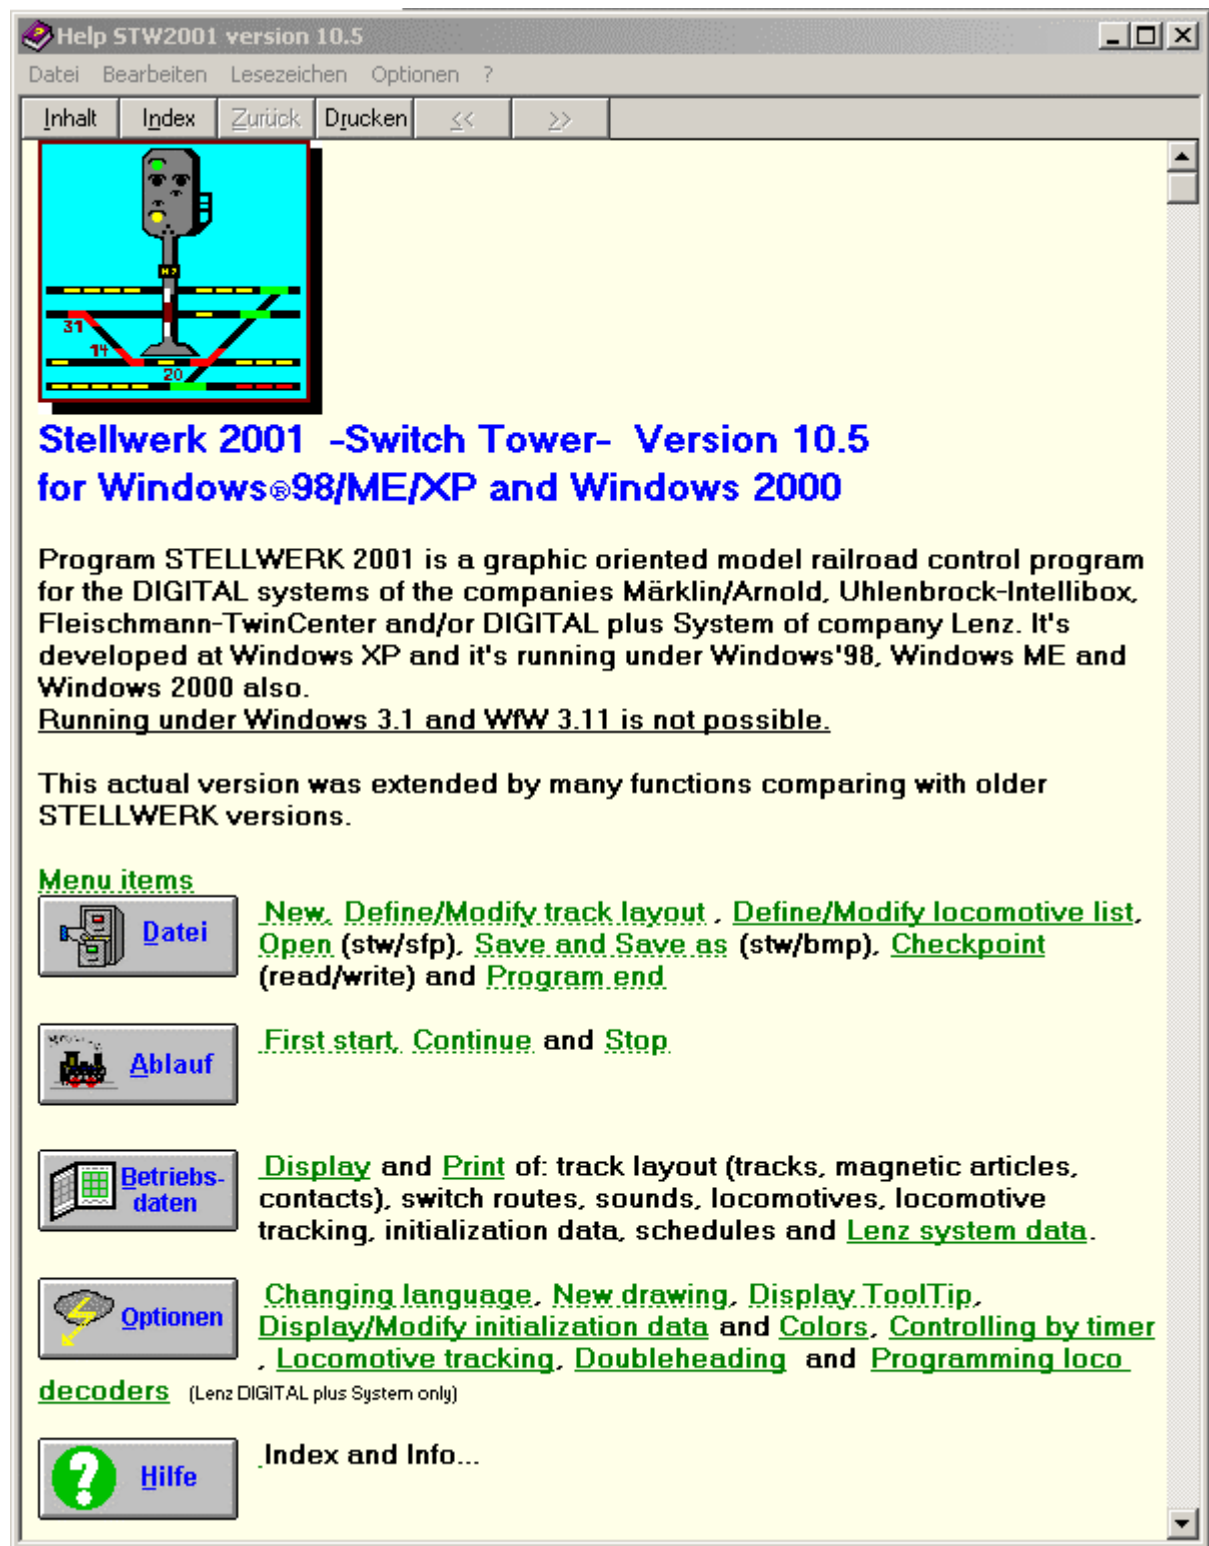 Help STW2001 version 10.5
Datei Bearbeiten Lesezeichen Optionen ?
Inhalt Index Zurück Drucken << >>
H 7
31
14
20
Stellwerk 2001 -Switch Tower- Version 10.5
for Windows®98/ME/XP and Windows 2000
Program STELLWERK 2001 is a graphic oriented model railroad control program
for the DIGITAL systems of the companies Märklin/Arnold, Uhlenbrock-Intellibox,
Fleischmann-TwinCenter and/or DIGITAL plus System of company Lenz. It's
developed at Windows XP and it's running under Windows'98, Windows ME and
Windows 2000 also.
Running under Windows 3.1 and WfW 3.11 is not possible.
This actual version was extended by many functions comparing with older
STELLWERK versions.
Menu items
Datei
New, Define/Modify track layout , Define/Modify locomotive list,
Open (stw/sfp), Save and Save as (stw/bmp), Checkpoint
(read/write) and Program end
Ablauf
First start, Continue and Stop
Betriebs-
daten
Display and Print of: track layout (tracks, magnetic articles,
contacts), switch routes, sounds, locomotives, locomotive
tracking, initialization data, schedules and Lenz system data.
Optionen
Changing language, New drawing, Display ToolTip,
Display/Modify initialization data and Colors, Controlling by timer
, Locomotive tracking, Doubleheading and Programming loco
decoders (Lenz DIGITAL plus System only)
Hilfe
Index and Info...